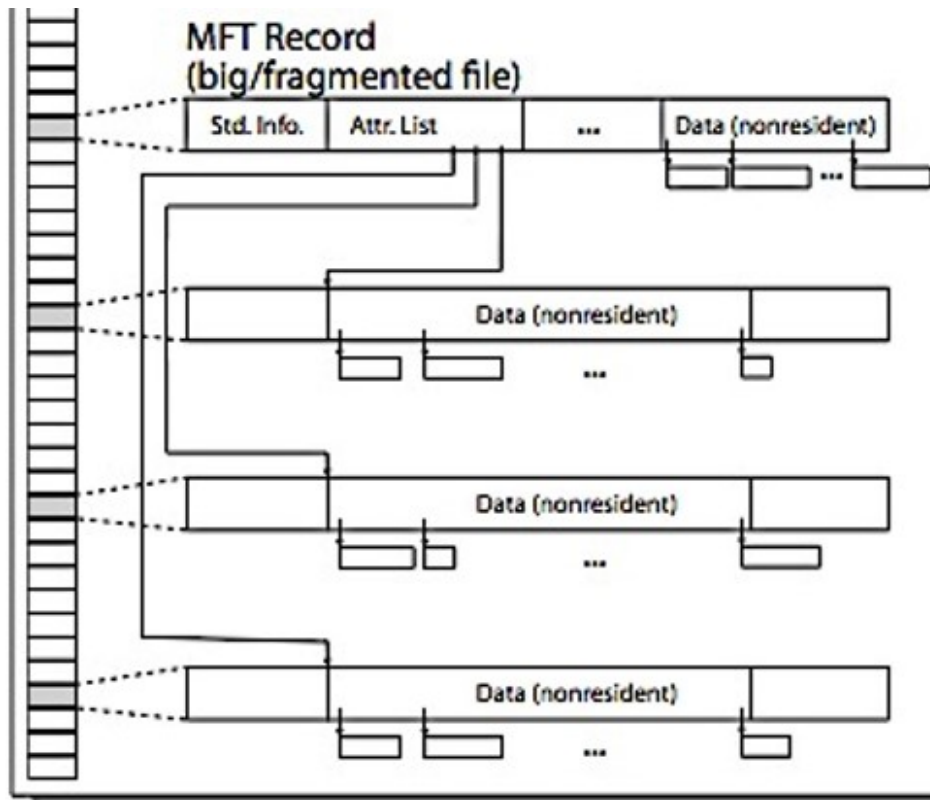 MFT Record
(big/fragmented file)
Std. Info. Attr. List ... Data (nonresident)
...
Data (nonresident)
...
Data (nonresident)
...
Data (nonresident)
...